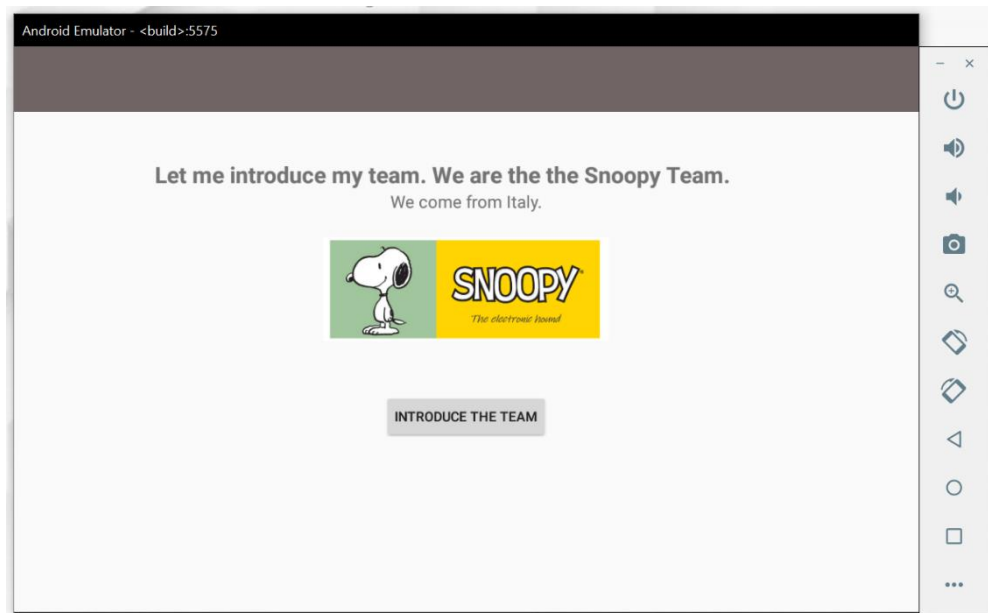 Android Emulator - <build>:5575
Let me introduce my team. We are the the Snoopy Team.
We come from Italy.
SNOOPY
The electronic hound
INTRODUCE THE TEAM